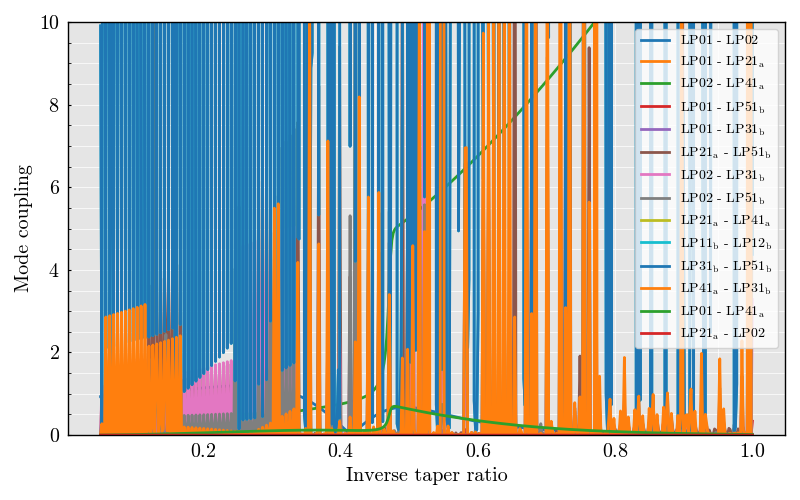 10
8
6
4
2
0
Mode coupling
0.2
0.4
0.6
0.8
1.0
Inverse taper ratio
LP01 - LP02
LP01 - LP21a
LP02 - LP41a
LP01 - LP51b
LP01 - LP31b
LP21a - LP51b
LP02 - LP31b
LP02 - LP51b
LP21a - LP41a
LP11b - LP12b
LP31b - LP51b
LP41a - LP31b
LP01 - LP41a
LP21a - LP02